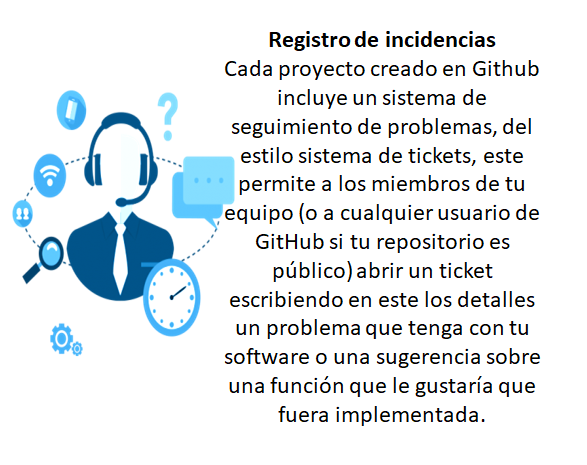 Registro de incidencias
Cada proyecto creado en Github
incluye un sistema de
seguimiento de problemas, del
estilo sistema de tickets, este
permite a los miembros de tu
equipo (o a cualquier usuario de
GitHub si tu repositorio es
público) abrir un ticket
escribiendo en este los detalles
un problema que tenga con tu
software o una sugerencia sobre
una función que le gustaría que
fuera implementada.